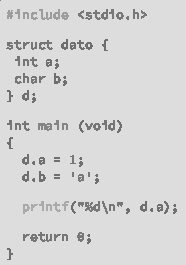 #include <stdio.h>
struct dato {
 int a;
 char b;
} d;
int main (void)
{
  d.a = 1;
  d.b = 'a';
  printf("%d\n", d.a);
  return 0;
}